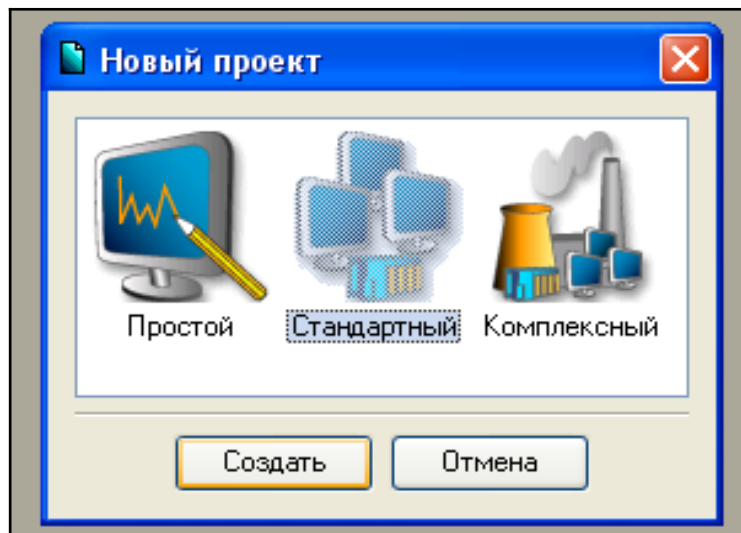 Новый проект
Простой Стандартный Комплексный
Создать Отмена